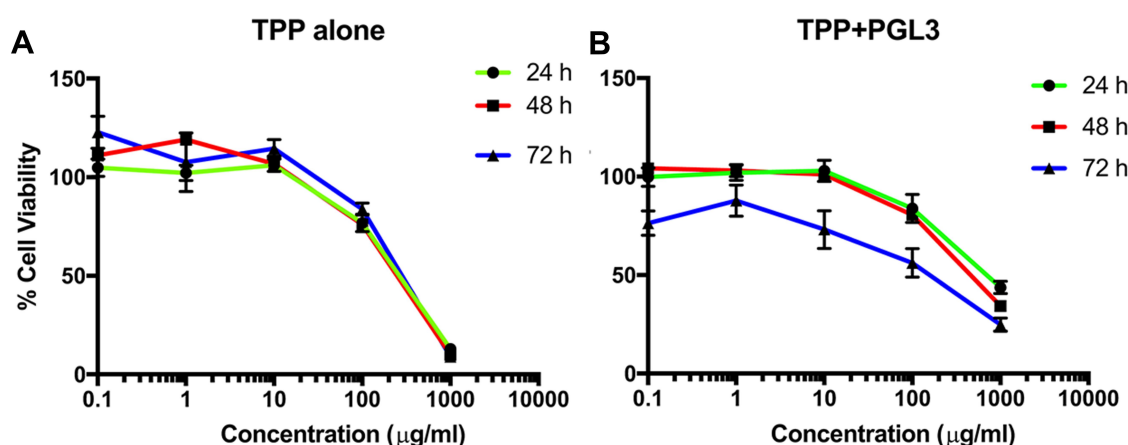 A
TPP alone
24 h
48 h
72 h
150
100
50
0
0.1 1 10 100 1000 10000
% Cell Viability
Concentration (μg/ml)
B
TPP+PGL3
24 h
48 h
72 h
150
100
50
0
0.1 1 10 100 1000 10000
Concentration (μg/ml)